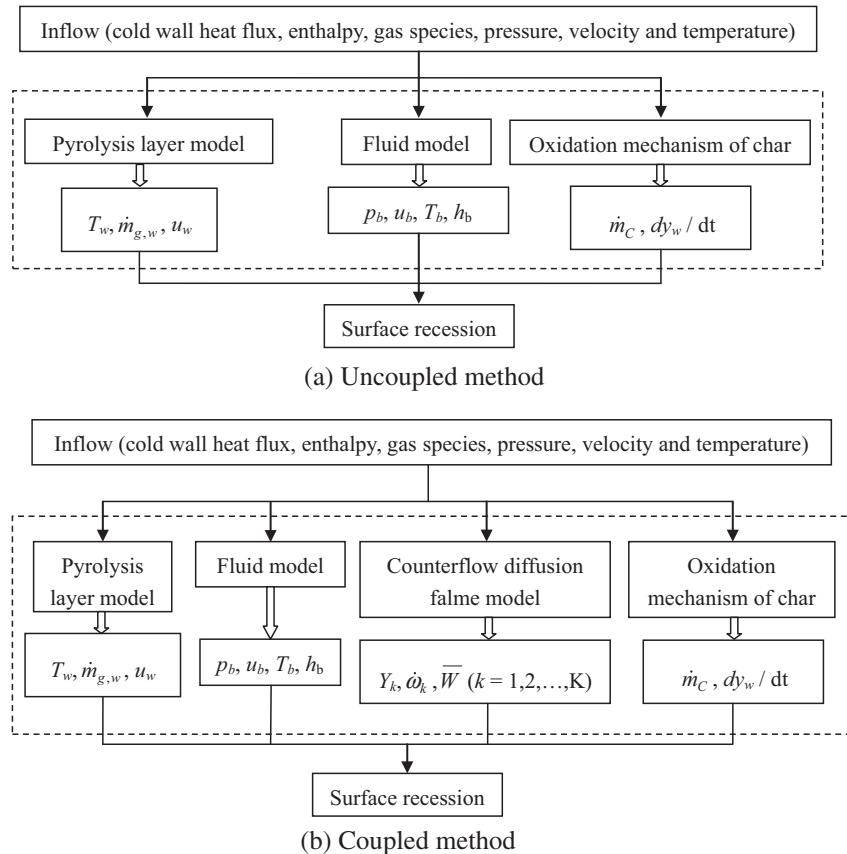 Inflow (cold wall heat flux, enthalpy, gas species, pressure, velocity and temperature)
Pyrolysis layer model
Fluid model
Oxidation mechanism of char
T_w, ṁ_{g,w}, u_w
p_b, u_b, T_b, h_b
ṁ_C , dy_w / dt
Surface recession
(a) Uncoupled method
Inflow (cold wall heat flux, enthalpy, gas species, pressure, velocity and temperature)
Pyrolysis
layer model
Fluid model
Counterflow diffusion
falme model
Oxidation
mechanism of char
T_w, ṁ_{g,w}, u_w
p_b, u_b, T_b, h_b
Y_k, ω̇_k , W̅ (k = 1,2,…,K)
ṁ_C , dy_w / dt
Surface recession
(b) Coupled method